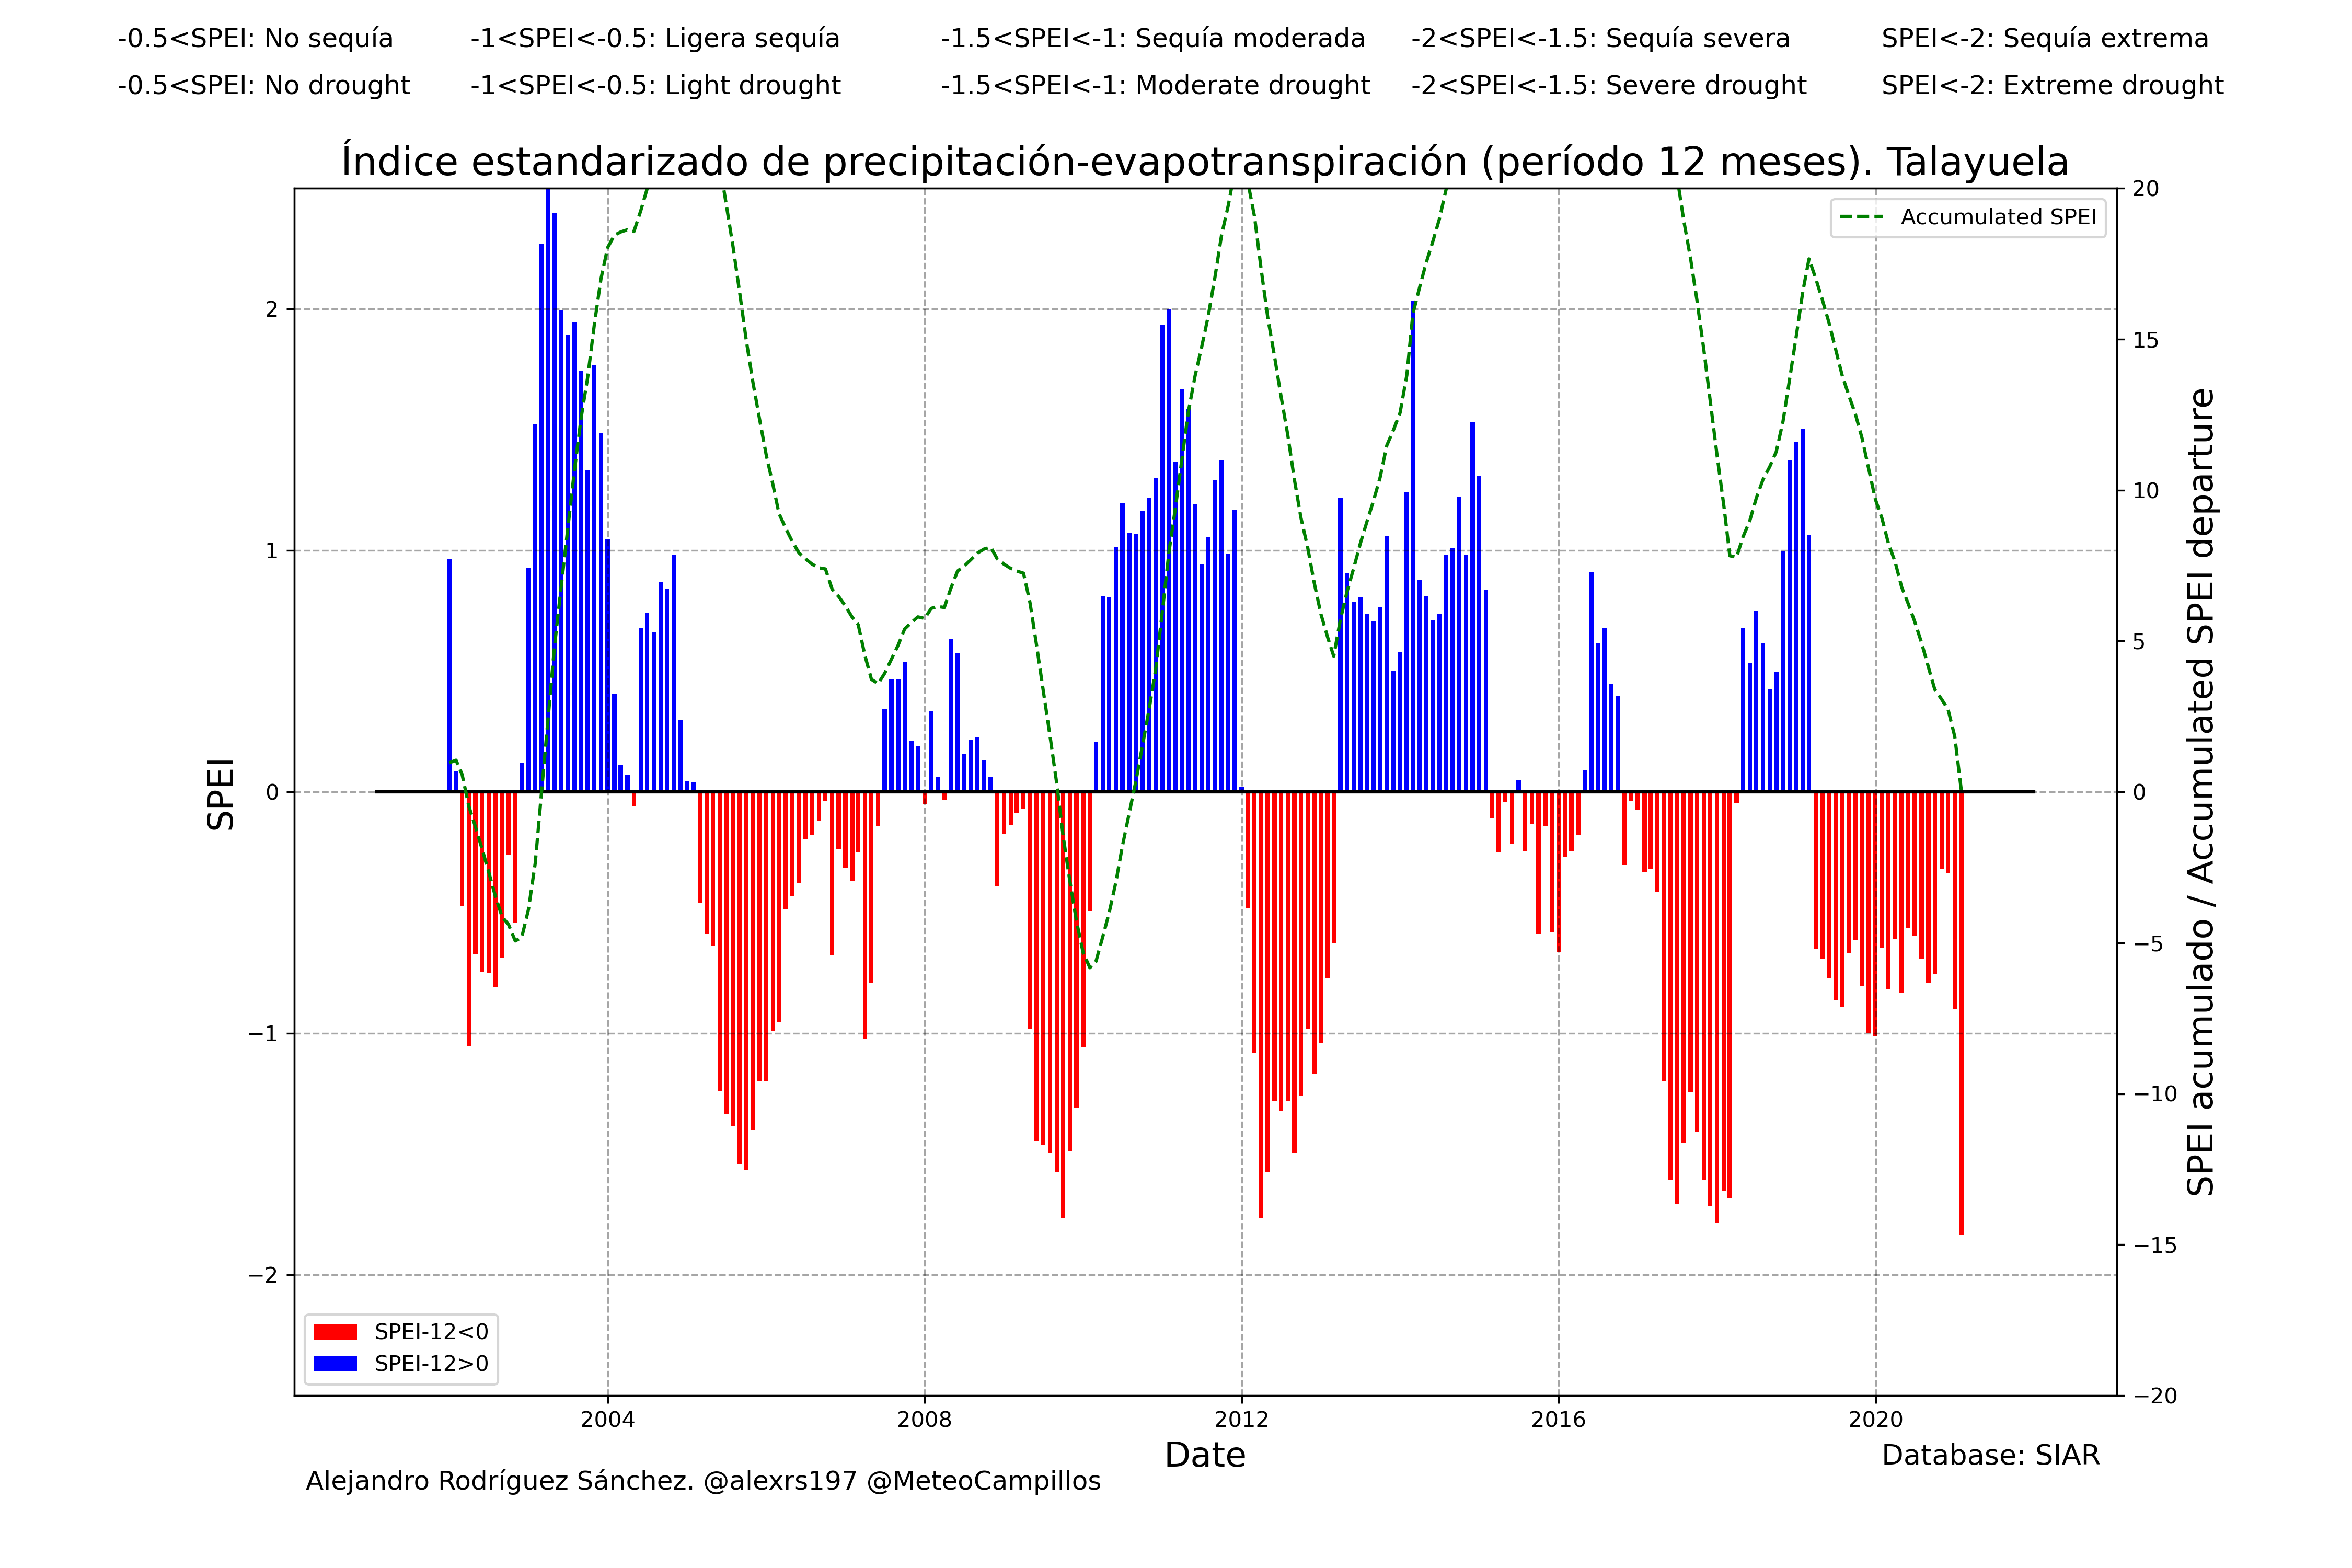 -0.5<SPEI: No sequía -1<SPEI<-0.5: Ligera sequía -1.5<SPEI<-1: Sequía moderada -2<SPEI<-1.5: Sequía severa SPEI<-2: Sequía extrema
-0.5<SPEI: No drought -1<SPEI<-0.5: Light drought -1.5<SPEI<-1: Moderate drought -2<SPEI<-1.5: Severe drought SPEI<-2: Extreme drought
Índice estandarizado de precipitación-evapotranspiración (período 12 meses). Talayuela
Accumulated SPEI
SPEI
2
1
0
−1
−2
20
15
10
5
0
−5
−10
−15
−20
SPEI acumulado / Accumulated SPEI departure
SPEI-12<0
SPEI-12>0
2004 2008 2012 2016 2020
Date
Database: SIAR
Alejandro Rodríguez Sánchez. @alexrs197 @MeteoCampillos